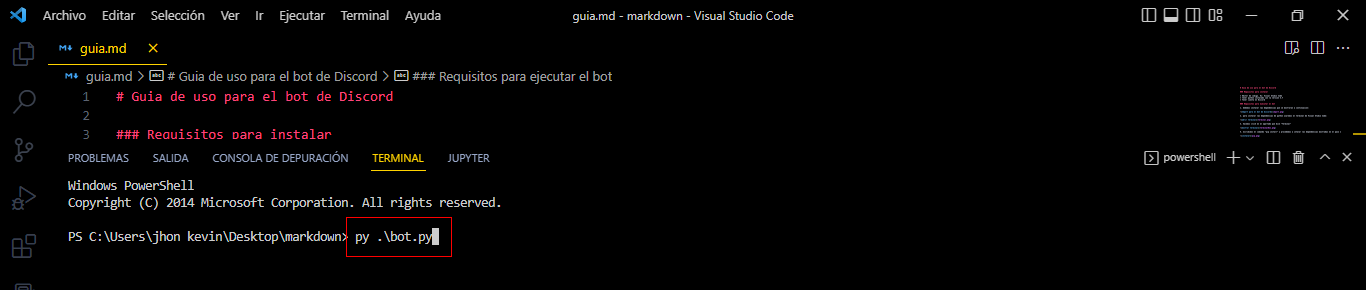 Archivo Editar Selección Ver Ir Ejecutar Terminal Ayuda guia.md - markdown - Visual Studio Code
guia.md
guia.md > # Guia de uso para el bot de Discord > ### Requisitos para ejecutar el bot
1 # Guia de uso para el bot de Discord
2
3 ### Requisitos para instalar
PROBLEMAS SALIDA CONSOLA DE DEPURACIÓN TERMINAL JUPYTER powershell
Windows PowerShell
Copyright (C) 2014 Microsoft Corporation. All rights reserved.
PS C:\Users\jhon kevin\Desktop\markdown> py .\bot.py